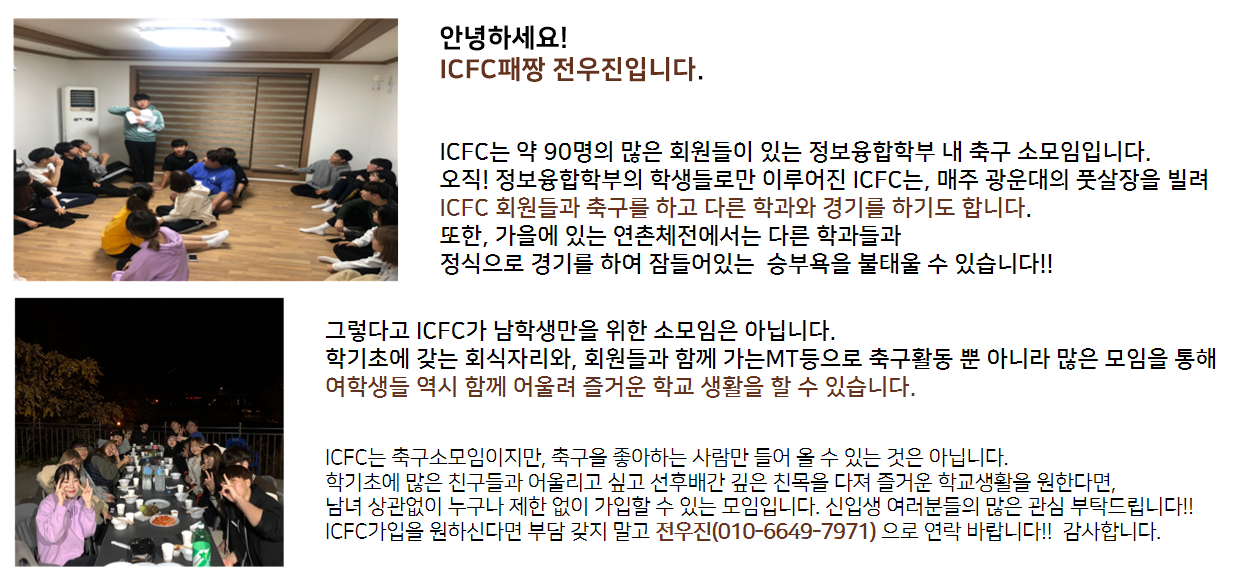 안녕하세요!
ICFC패짱 전우진입니다.
ICFC는 약 90명의 많은 회원들이 있는 정보융합학부 내 축구 소모임입니다.
오직! 정보융합학부의 학생들로만 이루어진 ICFC는, 매주 광운대의 풋살장을 빌려
ICFC 회원들과 축구를 하고 다른 학과와 경기를 하기도 합니다.
또한, 가을에 있는 연촌체전에서는 다른 학과들과
정식으로 경기를 하여 잠들어있는 승부욕을 불태울 수 있습니다!!
그렇다고 ICFC가 남학생만을 위한 소모임은 아닙니다.
학기초에 갖는 회식자리와, 회원들과 함께 가는MT등으로 축구활동 뿐 아니라 많은 모임을 통해
여학생들 역시 함께 어울려 즐거운 학교 생활을 할 수 있습니다.
ICFC는 축구소모임이지만, 축구을 좋아하는 사람만 들어 올 수 있는 것은 아닙니다.
학기초에 많은 친구들과 어울리고 싶고 선후배간 깊은 친목을 다져 즐거운 학교생활을 원한다면,
남녀 상관없이 누구나 제한 없이 가입할 수 있는 모임입니다. 신입생 여러분들의 많은 관심 부탁드립니다!!
ICFC가입을 원하신다면 부담 갖지 말고 전우진(010-6649-7971) 으로 연락 바랍니다!! 감사합니다.